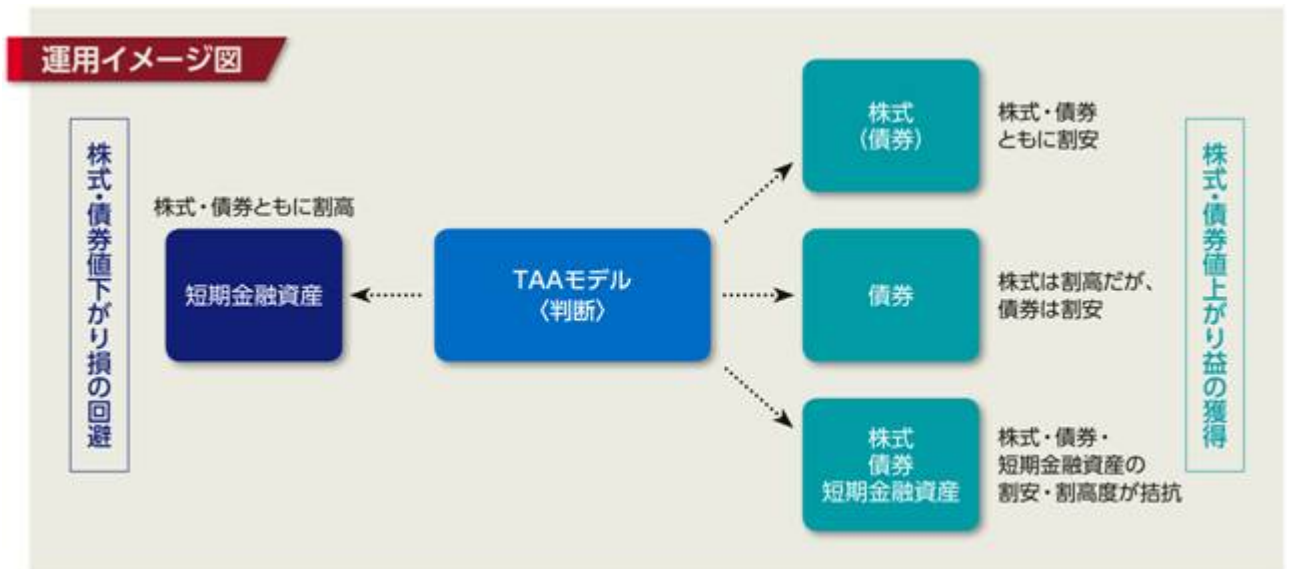 運用イメージ図
株式・債券値下がり損の回避
株式・債券ともに割高
短期金融資産
TAAモデル
〈判断〉
株式
(債券)
株式・債券
ともに割安
債券
株式は割高だが、
債券は割安
株式
債券
短期金融資産
株式・債券・
短期金融資産の
割安・割高度が拮抗
株式・債券値上がり益の獲得